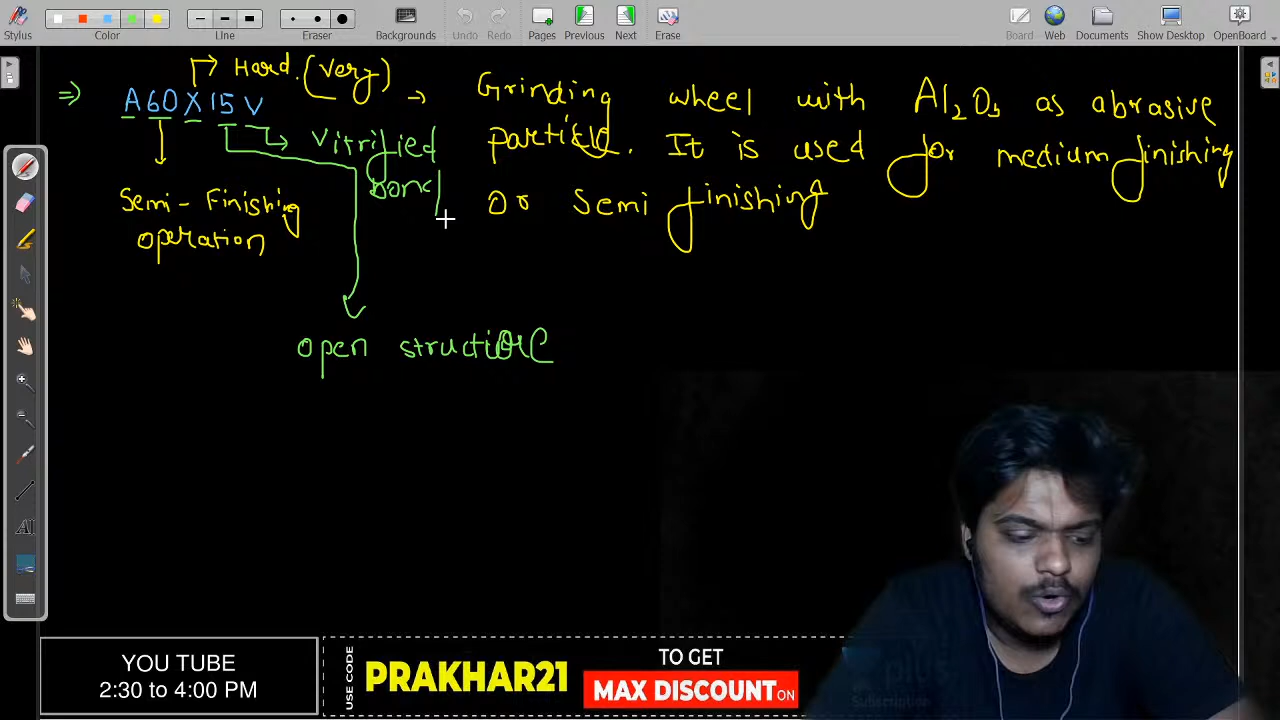 Stylus
Color
Line
Eraser
Backgrounds
Undo
Redo
Pages
Previous
Next
Erase
Board
Web
Documents
Show Desktop
OpenBoard
⇒ A60X15V
Hard. (Very)
→ Grinding wheel with Al2O3 as abrasive
particle. It is used for medium finishing
or semi finishing
Vitrified
bond
Semi-Finishing
operation
open structure
YOU TUBE
2:30 to 4:00 PM
USE CODE
PRAKHAR21
TO GET
MAX DISCOUNT ON
plus
Subscription